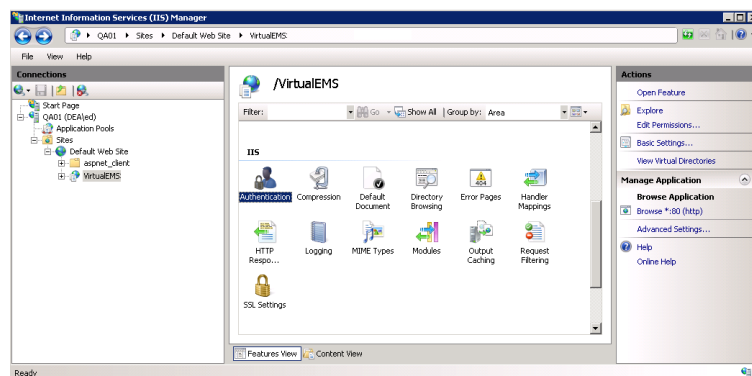 Internet Information Services (IIS) Manager
QA01 Sites Default Web Site VirtualEMS
File View Help
Connections
Start Page
QA01 (DEA\ed)
Application Pools
Sites
Default Web Site
aspnet_client
VirtualEMS
/VirtualEMS
Filter: Go Show All Group by: Area
IIS
Authentication
Compression
Default
Document
Directory
Browsing
Error Pages
404
Handler
Mappings
HTTP
Respo...
Logging
MIME Types
Modules
Output
Caching
Request
Filtering
SSL Settings
Features View Content View
Actions
Open Feature
Explore
Edit Permissions...
Basic Settings...
View Virtual Directories
Manage Application
Browse Application
Browse *:80 (http)
Advanced Settings...
Help
Online Help
Ready